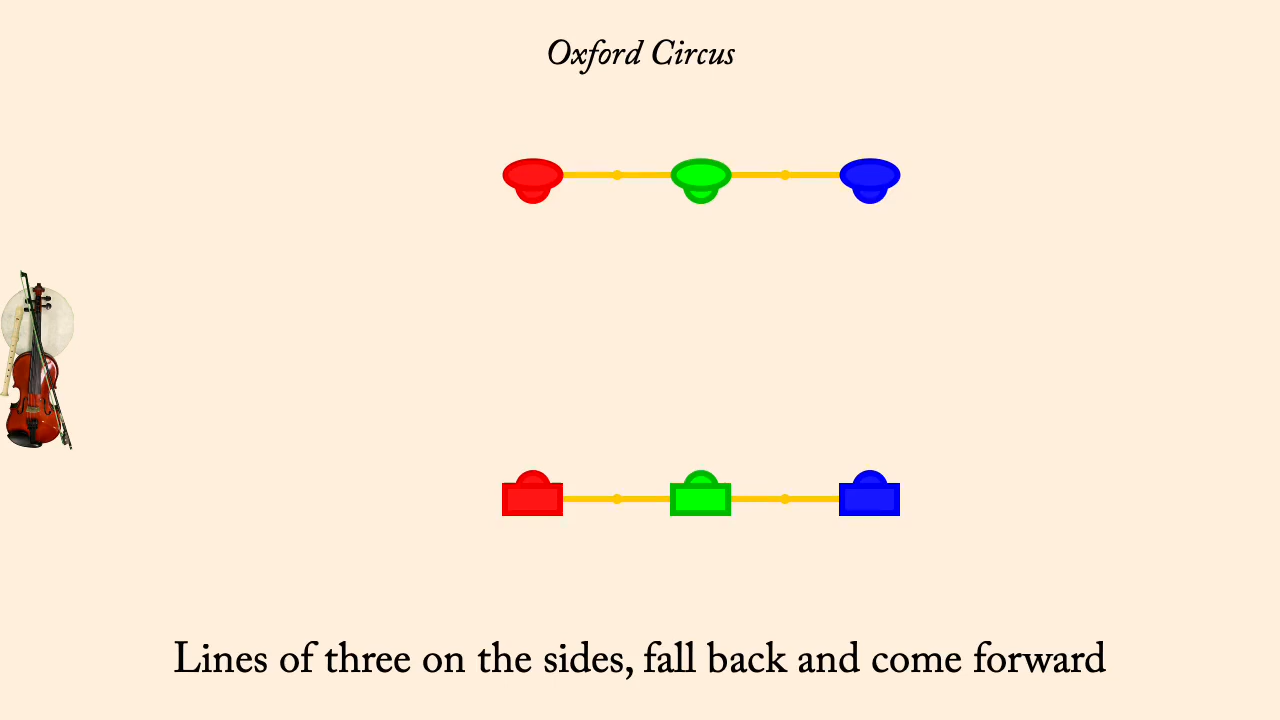 Oxford Circus
Lines of three on the sides, fall back and come forward